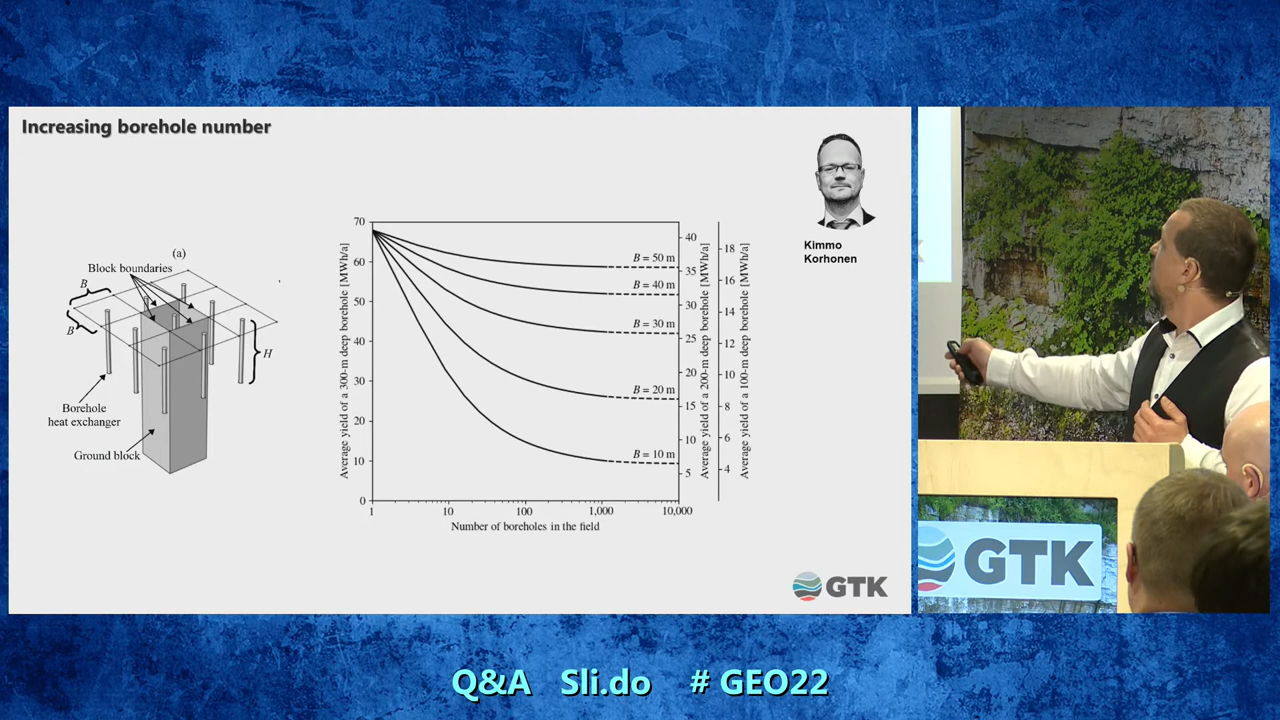 Increasing borehole number
Kimmo
Korhonen
(a)
Block boundaries
B
B
H
Borehole
heat exchanger
Ground block
Average yield of a 300-m deep borehole [MWh/a]
70
60
50
40
30
20
10
0
B = 50 m
B = 40 m
B = 30 m
B = 20 m
B = 10 m
1
10
100
1,000
10,000
Number of boreholes in the field
40
35
30
25
20
15
10
5
Average yield of a 200-m deep borehole [MWh/a]
18
16
14
12
10
8
6
4
Average yield of a 100-m deep borehole [MWh/a]
GTK
GTK
Q&A Sli.do # GEO22